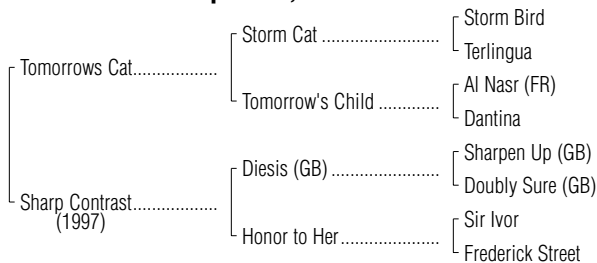 Storm Bird
Storm Cat
Terlingua
Tomorrows Cat
Al Nasr (FR)
Tomorrow's Child
Dantina
Sharpen Up (GB)
Diesis (GB)
Doubly Sure (GB)
Sharp Contrast
(1997)
Sir Ivor
Honor to Her
Frederick Street